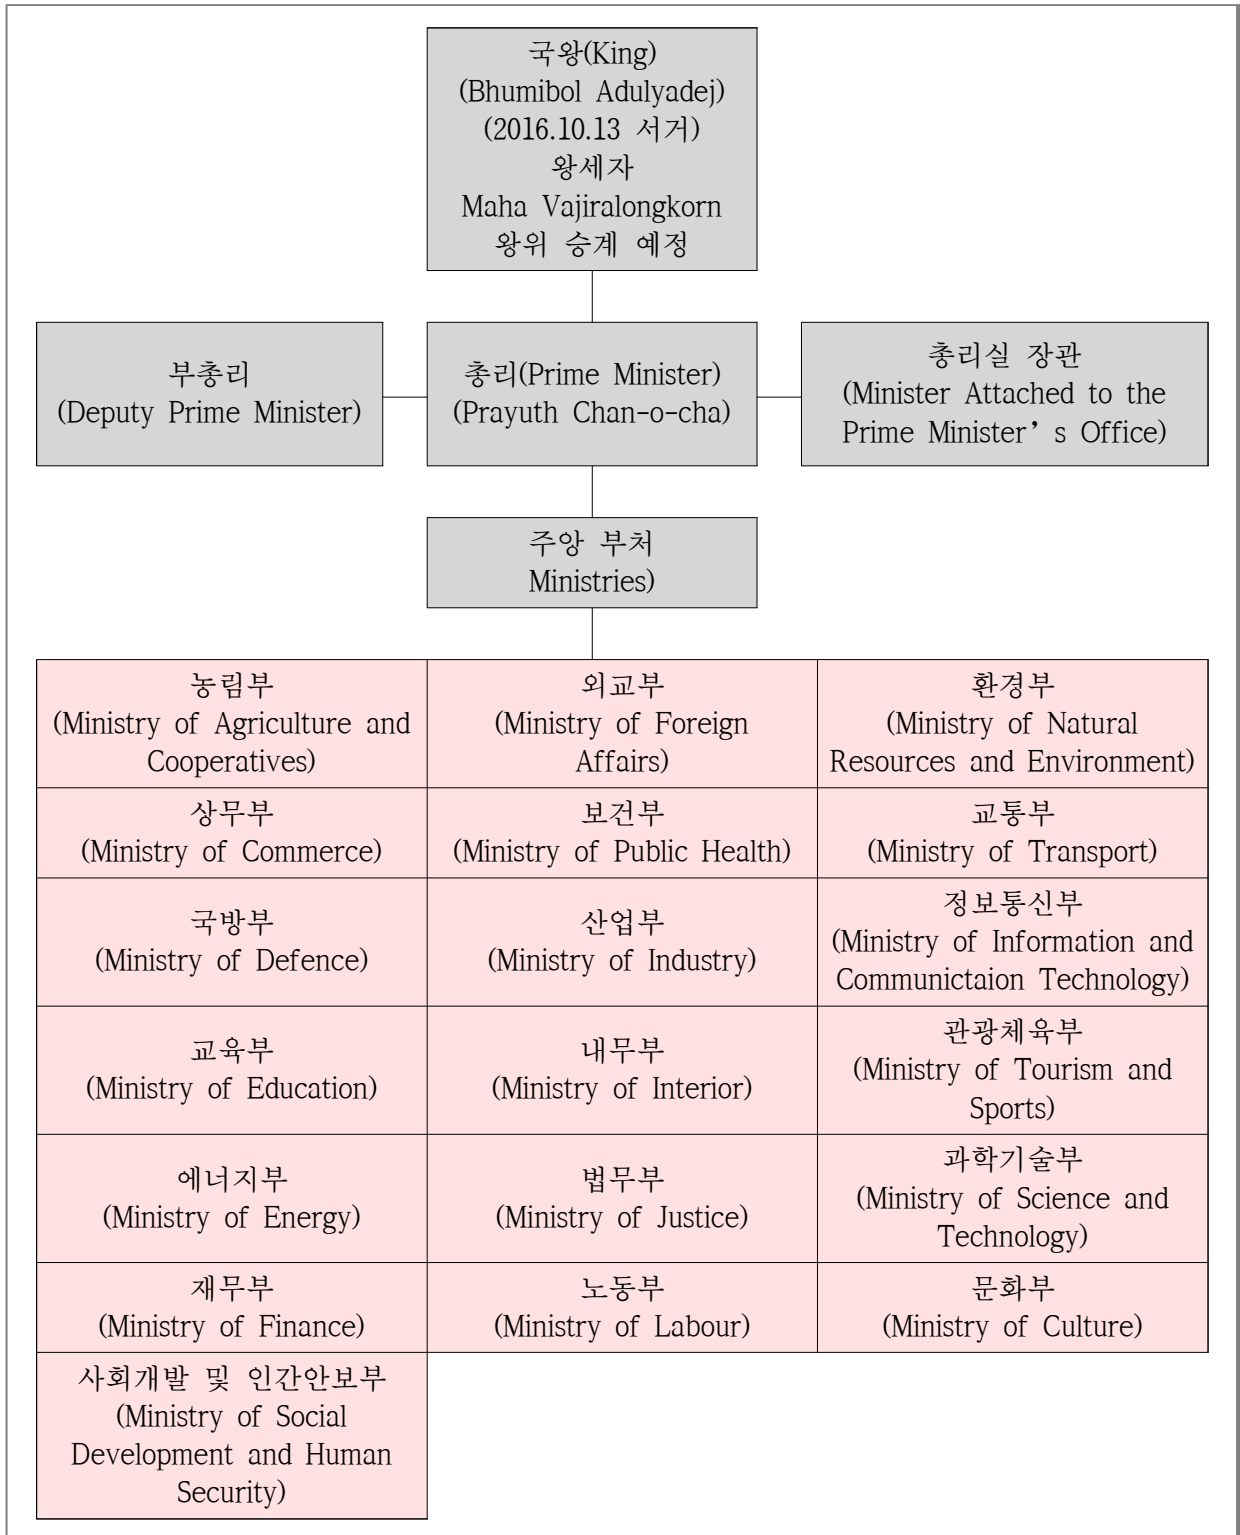 국왕(King)
(Bhumibol Adulyadej)
(2016.10.13 서거)
왕세자
Maha Vajiralongkorn
왕위 승계 예정
부총리
(Deputy Prime Minister)
총리(Prime Minister)
(Prayuth Chan-o-cha)
총리실 장관
(Minister Attached to the
Prime Minister’s Office)
주앙 부처
Ministries)
농림부
(Ministry of Agriculture and
Cooperatives)
외교부
(Ministry of Foreign
Affairs)
환경부
(Ministry of Natural
Resources and Environment)
상무부
(Ministry of Commerce)
보건부
(Ministry of Public Health)
교통부
(Ministry of Transport)
국방부
(Ministry of Defence)
산업부
(Ministry of Industry)
정보통신부
(Ministry of Information and
Communictaion Technology)
교육부
(Ministry of Education)
내무부
(Ministry of Interior)
관광체육부
(Ministry of Tourism and
Sports)
에너지부
(Ministry of Energy)
법무부
(Ministry of Justice)
과학기술부
(Ministry of Science and
Technology)
재무부
(Ministry of Finance)
노동부
(Ministry of Labour)
문화부
(Ministry of Culture)
사회개발 및 인간안보부
(Ministry of Social
Development and Human
Security)